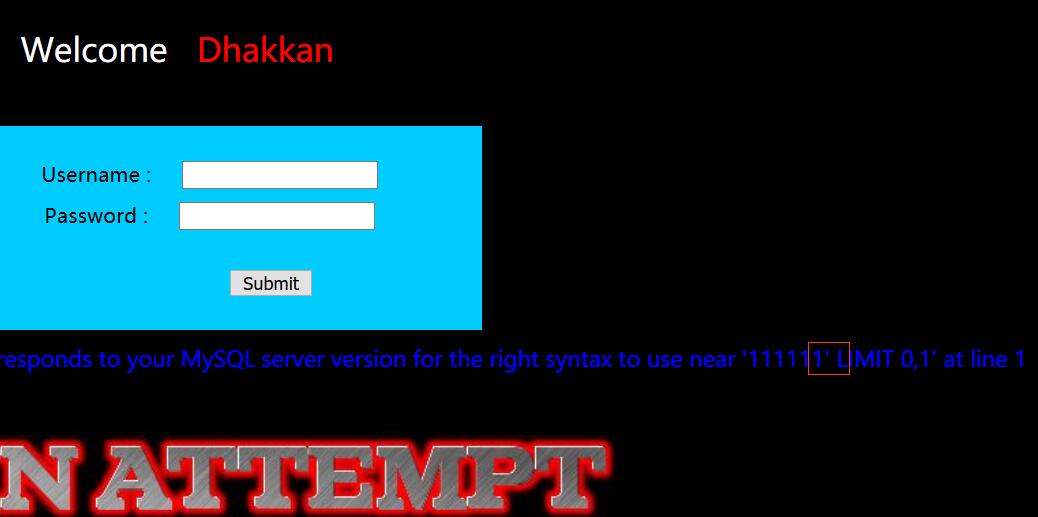 Welcome Dhakkan
Username :
Password :
Submit
responds to your MySQL server version for the right syntax to use near '111111' LIMIT 0,1' at line 1
N ATTEMPT